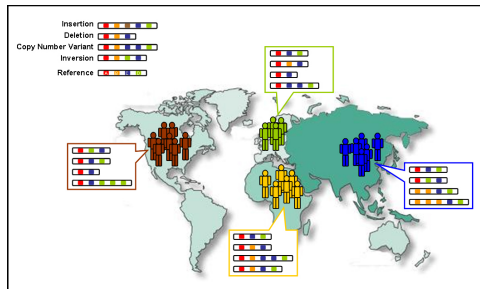 Insertion
Deletion
Copy Number Variant
Inversion
Reference